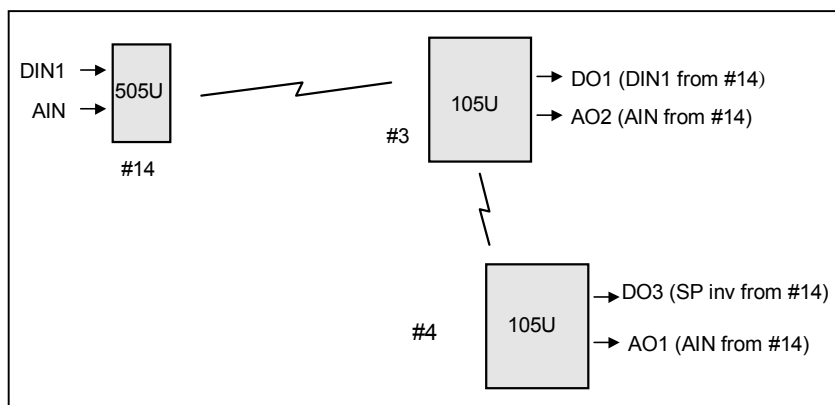 DIN1
AIN
505U
#14
105U
#3
DO1 (DIN1 from #14)
AO2 (AIN from #14)
105U
#4
DO3 (SP inv from #14)
AO1 (AIN from #14)